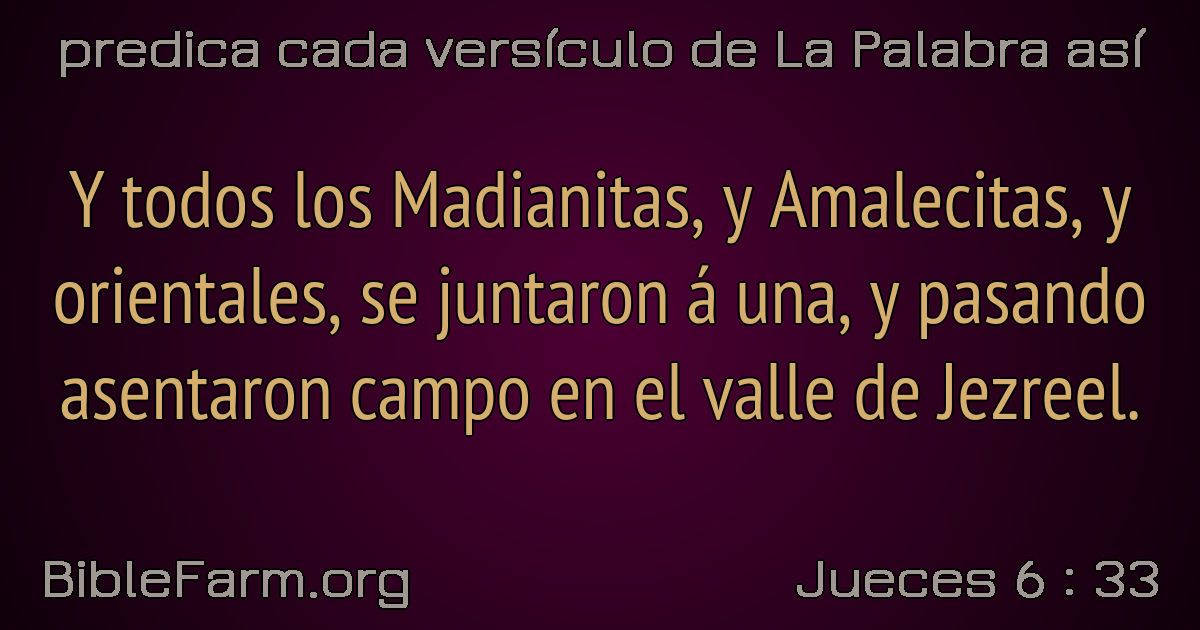 predica cada versículo de La Palabra así
Y todos los Madianitas, y Amalecitas, y
orientales, se juntaron á una, y pasando
asentaron campo en el valle de Jezreel.
BibleFarm.org
Jueces 6 : 33